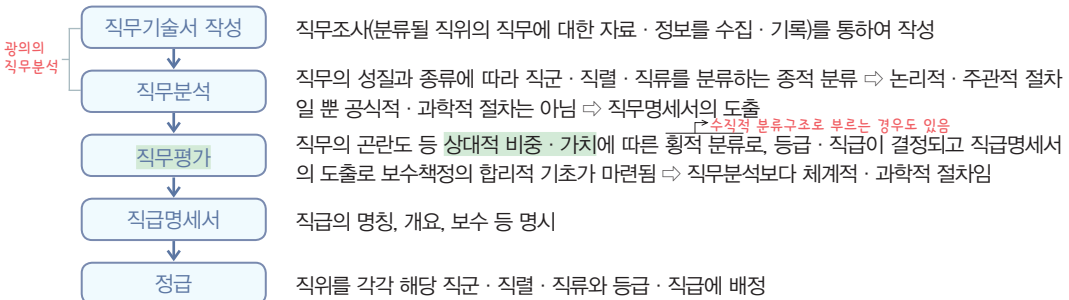 직무기술서 작성
직무조사(분류될 직위의 직무에 대한 자료 · 정보를 수집 · 기록)를 통하여 작성
광의의
직무분석
직무분석
직무의 성질과 종류에 따라 직군 · 직렬 · 직류를 분류하는 종적 분류 ⇨ 논리적 · 주관적 절차
일 뿐 공식적 · 과학적 절차는 아님 ⇨ 직무명세서의 도출
수직적 분류구조로 부르는 경우도 있음
직무평가
직무의 곤란도 등 상대적 비중 · 가치에 따른 횡적 분류로, 등급 · 직급이 결정되고 직급명세서
의 도출로 보수책정의 합리적 기초가 마련됨 ⇨ 직무분석보다 체계적 · 과학적 절차임
직급명세서
직급의 명칭, 개요, 보수 등 명시
정급
직위를 각각 해당 직군 · 직렬 · 직류와 등급 · 직급에 배정